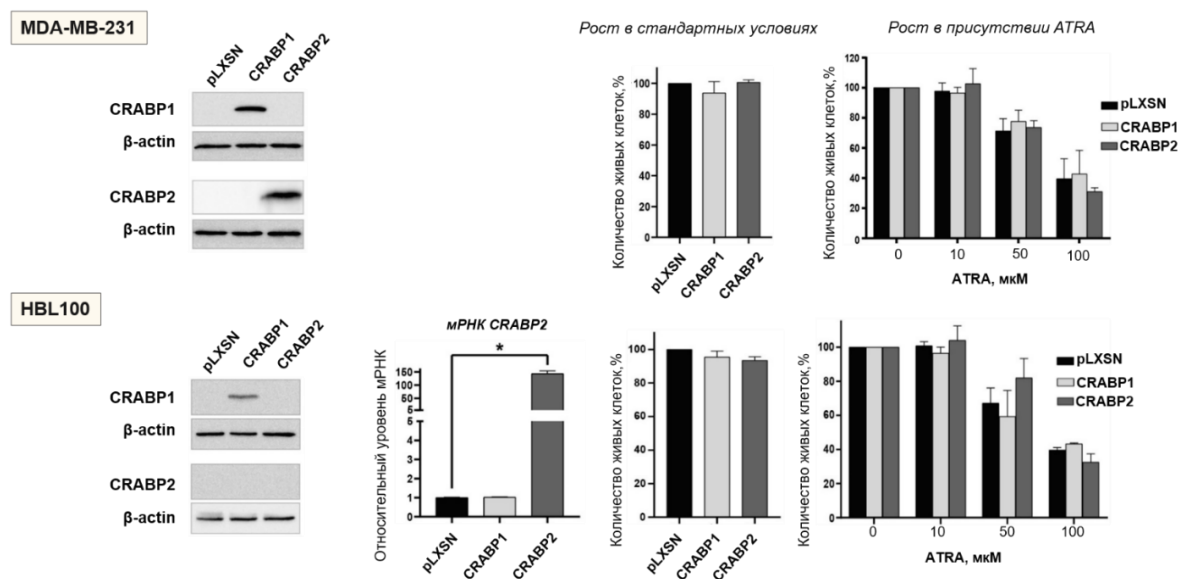 MDA-MB-231
pLXSN
CRABP1
CRABP2
CRABP1
β-actin
CRABP2
β-actin
Рост в стандартных условиях
Количество живых клеток,%
100
80
60
40
20
0
pLXSN
CRABP1
CRABP2
Рост в присутствии ATRA
Количество живых клеток,%
120
100
80
60
40
20
0
0 10 50 100
ATRA, мкМ
pLXSN
CRABP1
CRABP2
HBL100
pLXSN
CRABP1
CRABP2
CRABP1
β-actin
CRABP2
β-actin
мРНК CRABP2
*
Относительный уровень мРНК
150
100
50
5
5
4
3
2
1
0
pLXSN
CRABP1
CRABP2
Количество живых клеток,%
100
80
60
40
20
0
pLXSN
CRABP1
CRABP2
Количество живых клеток,%
120
100
80
60
40
20
0
0 10 50 100
ATRA, мкМ
pLXSN
CRABP1
CRABP2